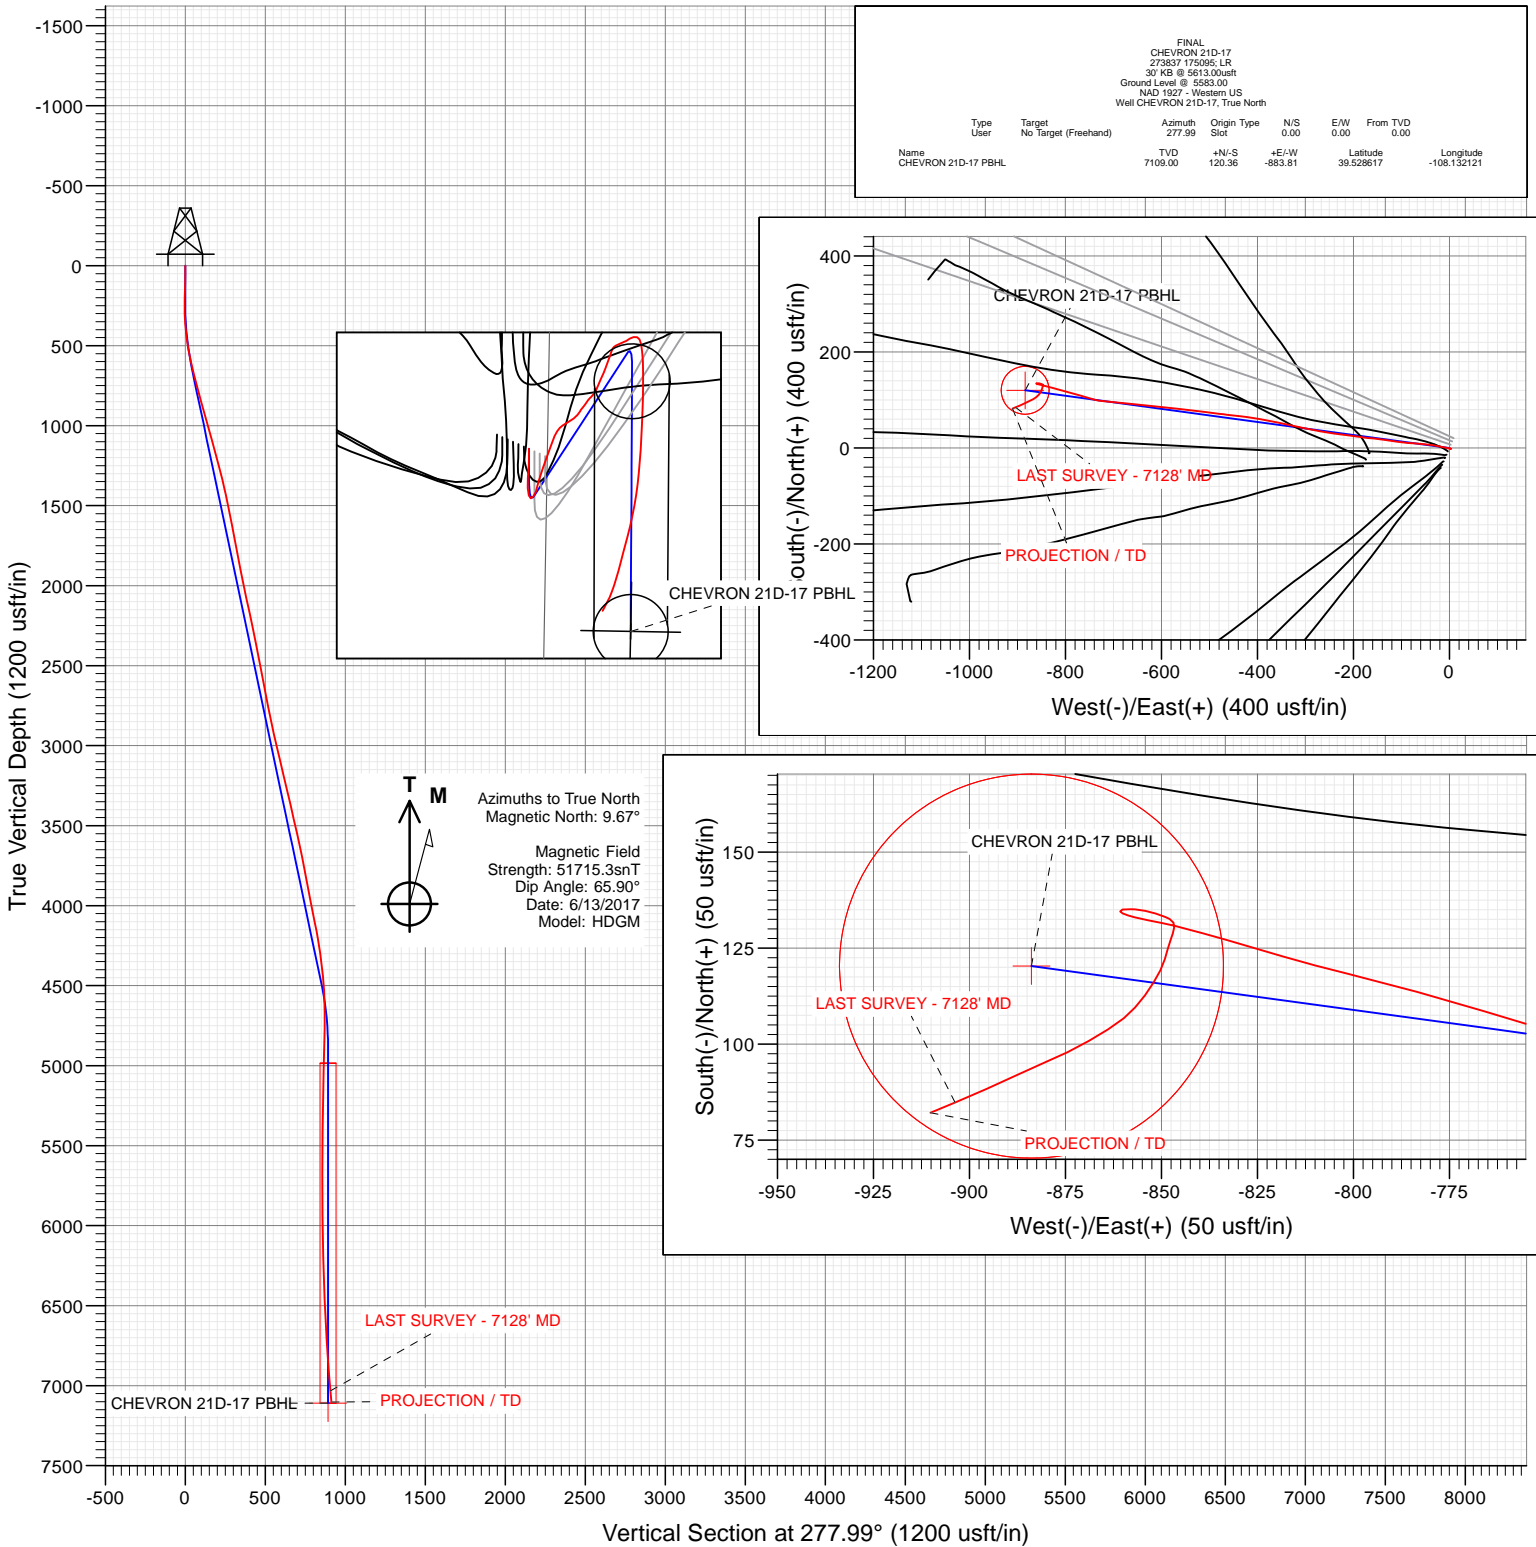 FINAL
CHEVRON 21D-17
273837 175095; LR
30' KB @ 5613.00usft
Ground Level @ 5583.00
NAD 1927 - Western US
Well CHEVRON 21D-17, True North
Type Target Azimuth Origin Type N/S E/W From TVD
User No Target (Freehand) 277.99 Slot 0.00 0.00 0.00
Name TVD +N/-S +E/-W Latitude Longitude
CHEVRON 21D-17 PBHL 7109.00 120.36 -883.81 39.528617 -108.132121
True Vertical Depth (1200 usft/in)
-1500
-1000
-500
0
500
1000
1500
2000
2500
3000
3500
4000
4500
5000
5500
6000
6500
7000
7500
-500 0 500 1000 1500 2000 2500 3000 3500 4000 4500 5000 5500 6000 6500 7000 7500 8000
Vertical Section at 277.99° (1200 usft/in)
CHEVRON 21D-17 PBHL
LAST SURVEY - 7128' MD
PROJECTION / TD
CHEVRON 21D-17 PBHL
T M
Azimuths to True North
Magnetic North: 9.67°
Magnetic Field
Strength: 51715.3snT
Dip Angle: 65.90°
Date: 6/13/2017
Model: HDGM
outh(-)/North(+) (400 usft/in)
400
200
0
-200
-400
CHEVRON 21D-17 PBHL
LAST SURVEY - 7128' MD
PROJECTION / TD
-1200 -1000 -800 -600 -400 -200 0
West(-)/East(+) (400 usft/in)
South(-)/North(+) (50 usft/in)
150
125
100
75
CHEVRON 21D-17 PBHL
LAST SURVEY - 7128' MD
PROJECTION / TD
-950 -925 -900 -875 -850 -825 -800 -775
West(-)/East(+) (50 usft/in)